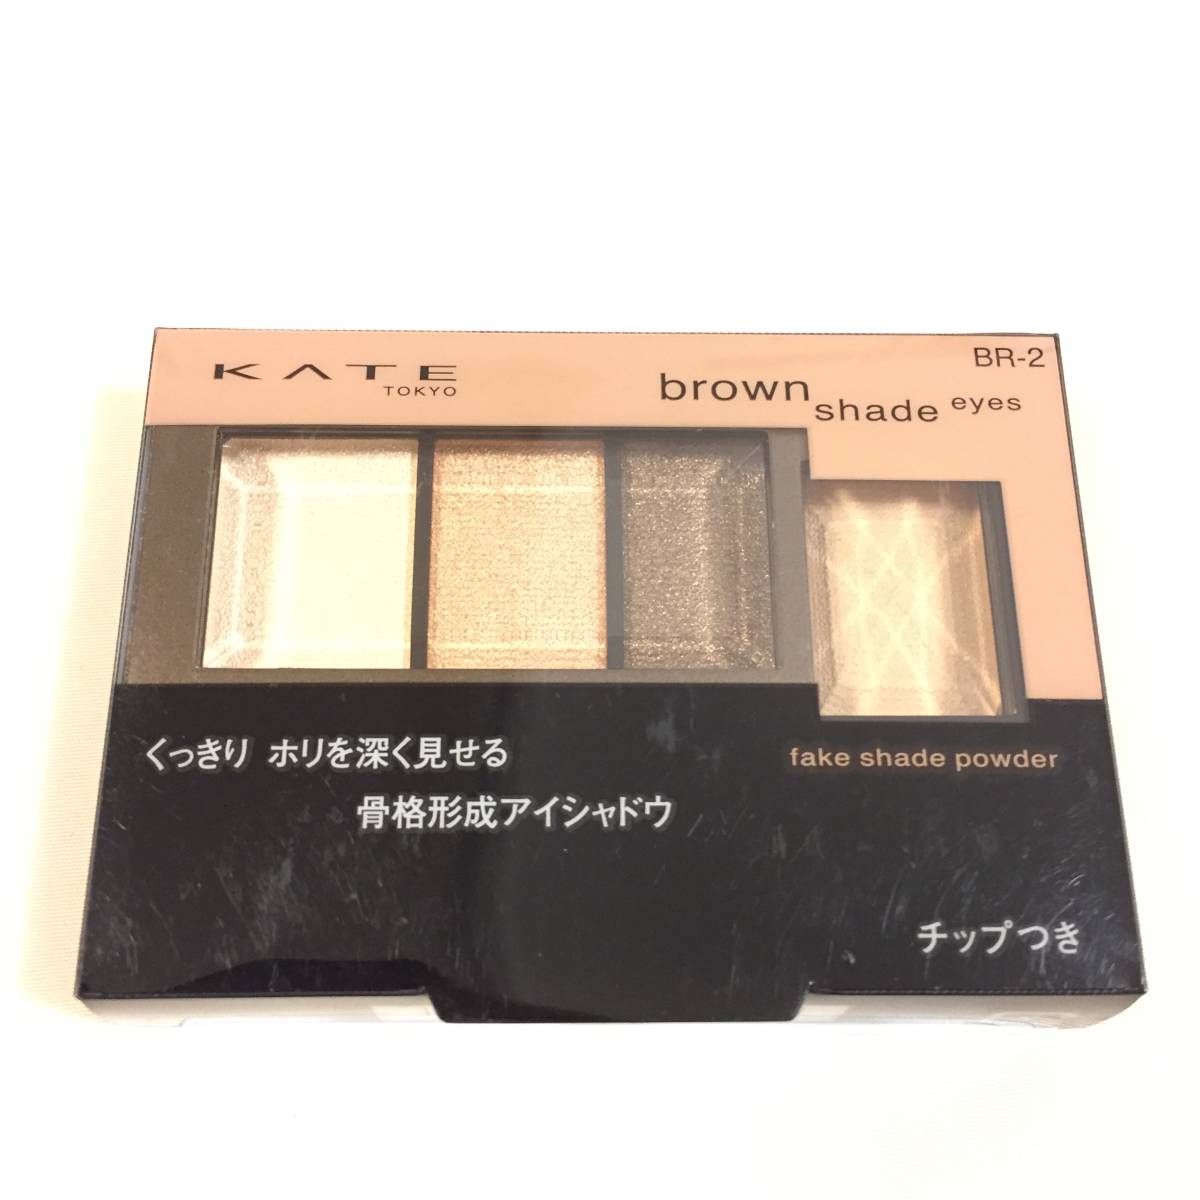 BR-2
KATE
TOKYO
brown shade eyes
くっきり ホリを深く見せる
骨格形成アイシャドウ
fake shade powder
チップつき